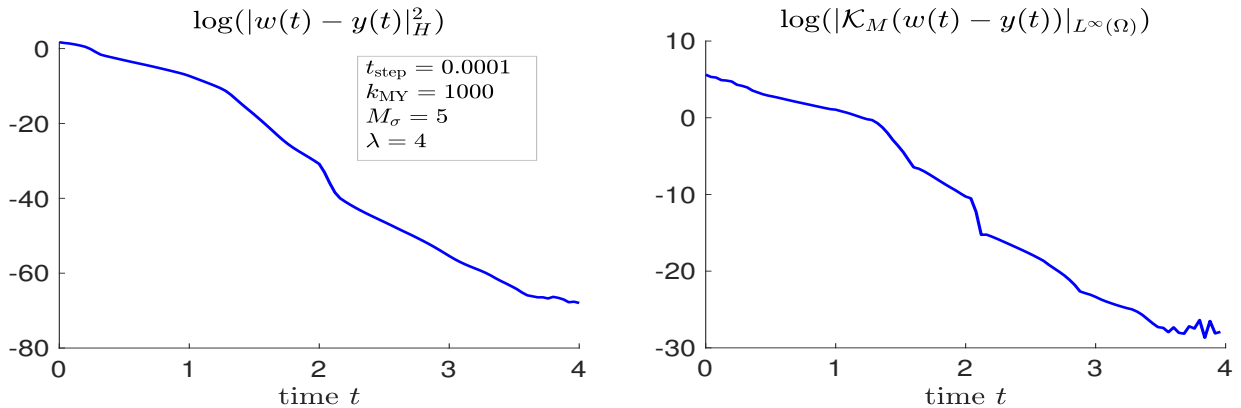 log(|w(t) − y(t)|²_H)
0
-20
-40
-60
-80
0 1 2 3 4
time t
t_step = 0.0001
k_MY = 1000
M_σ = 5
λ = 4
log(|𝒦_M(w(t) − y(t))|_{L^∞(Ω)})
10
0
-10
-20
-30
0 1 2 3 4
time t